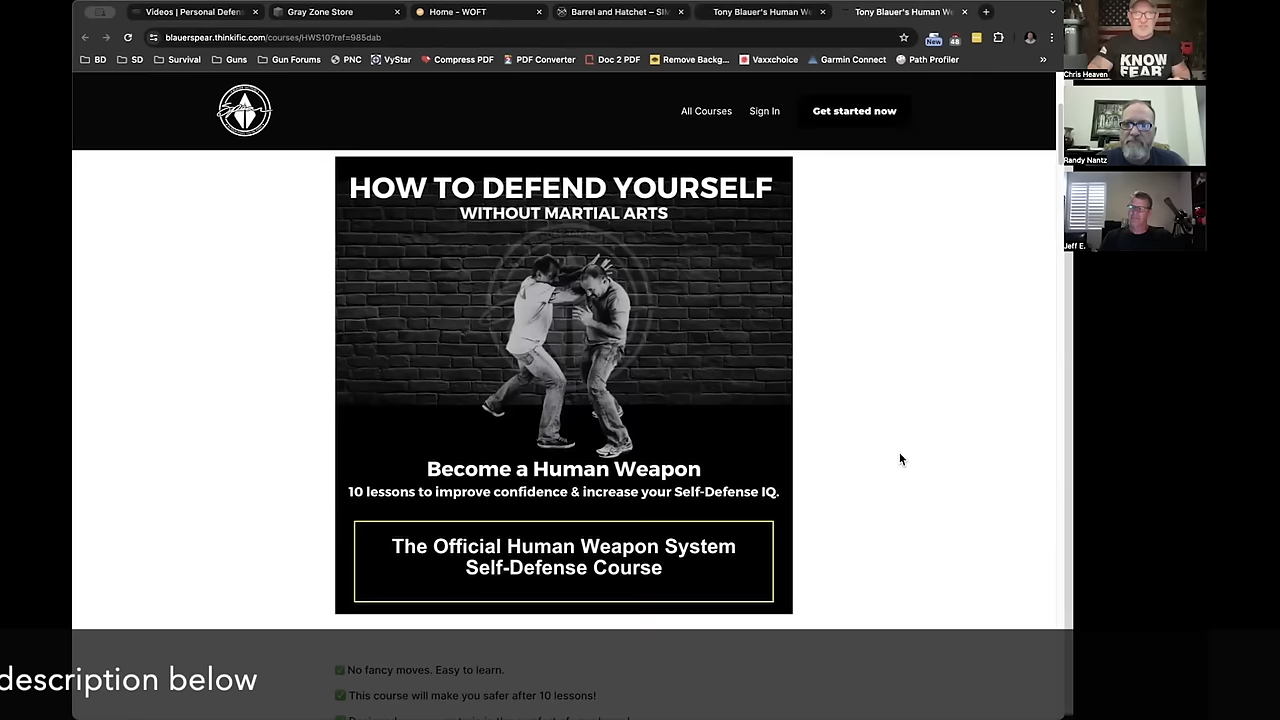 Videos | Personal Defen
Gray Zone Store
Home - WOFT
Barrel and Hatchet – SIM
Tony Blauer's Human We
Tony Blauer's Human We
blauerspear.thinkific.com/courses/HWS10?ref=985dab
New
48
BD
SD
Survival
Guns
Gun Forums
PNC
VyStar
Compress PDF
PDF Converter
Doc 2 PDF
Remove Backg...
Vaxxchoice
Garmin Connect
Path Profiler
»
KNOW
FEAR
Chris Heaven
Randy Nantz
Jeff E.
All Courses
Sign In
Get started now
HOW TO DEFEND YOURSELF
WITHOUT MARTIAL ARTS
Become a Human Weapon
10 lessons to improve confidence & increase your Self-Defense IQ.
The Official Human Weapon System
Self-Defense Course
No fancy moves. Easy to learn.
description below
This course will make you safer after 10 lessons!